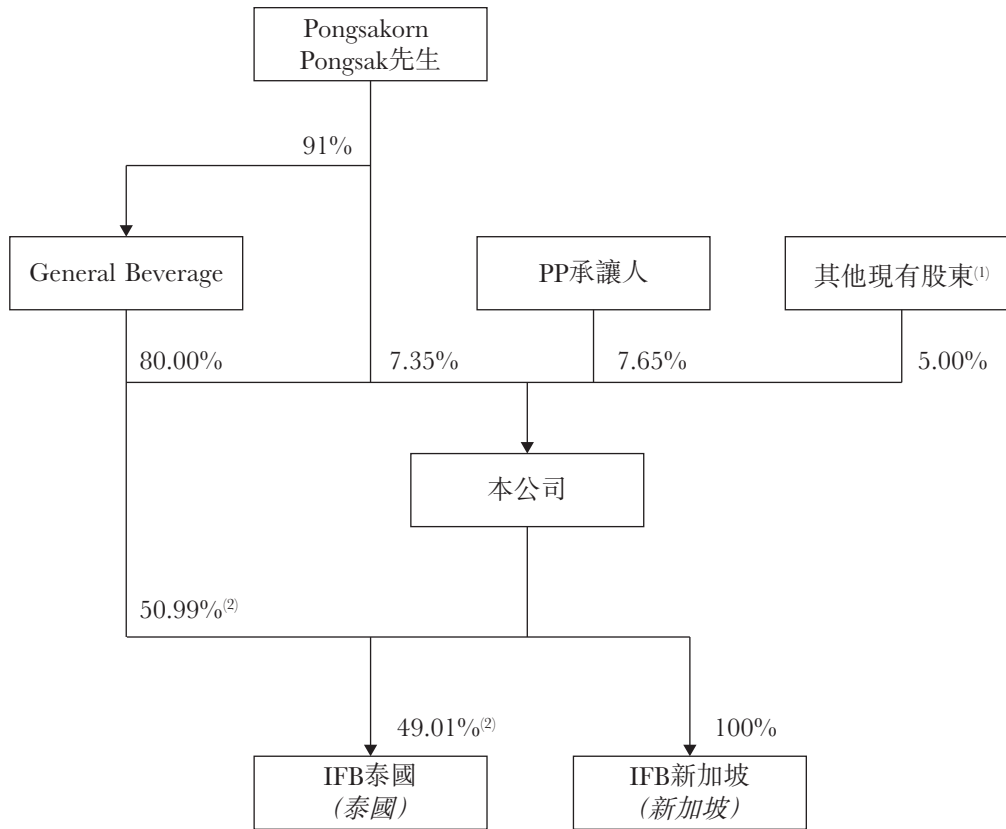 Pongsakorn
Pongsak先生
91%
General Beverage
PP承讓人
其他現有股東(1)
80.00%
7.35%
7.65%
5.00%
本公司
50.99%(2)
49.01%(2)
100%
IFB泰國
(泰國)
IFB新加坡
(新加坡)